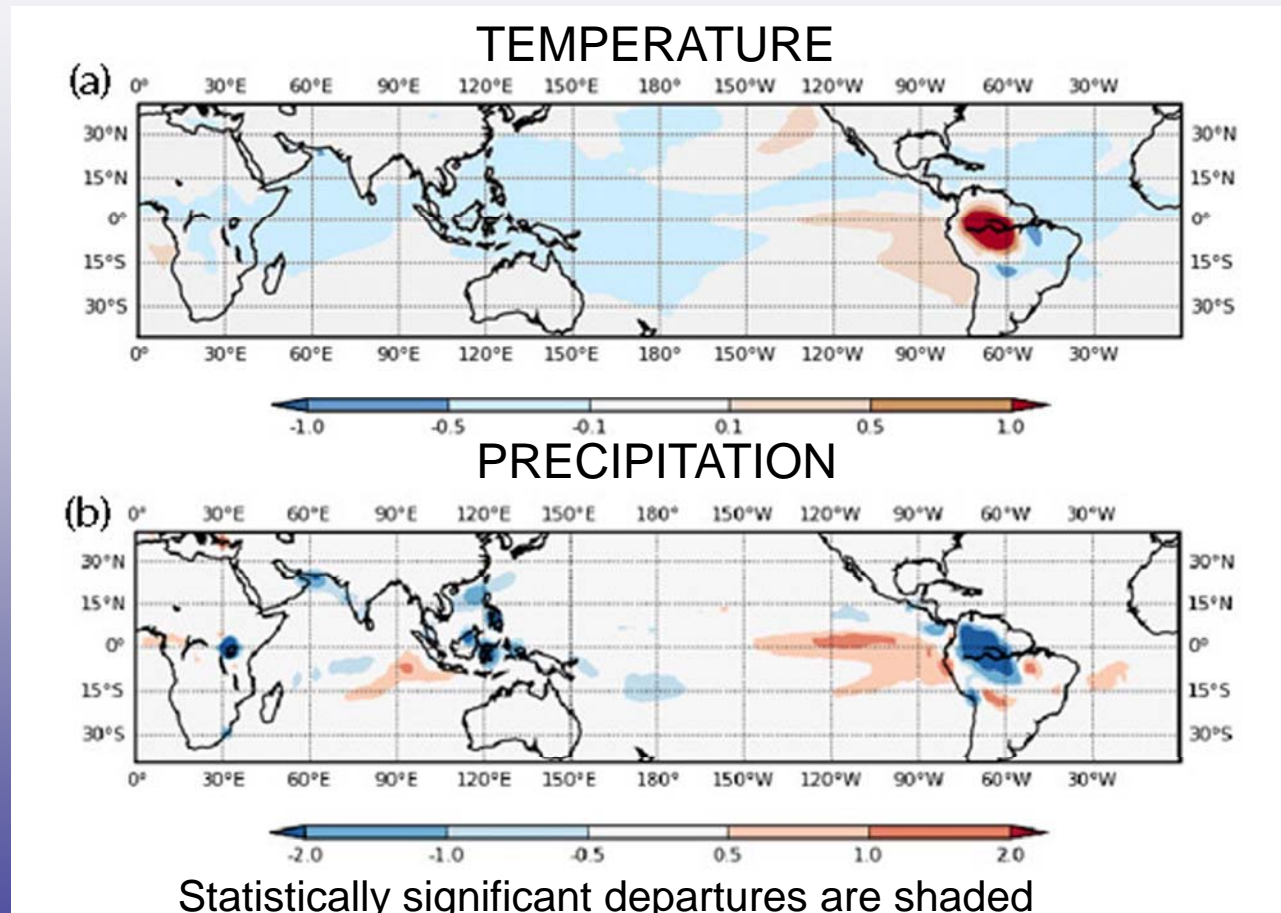 TEMPERATURE
(a)
0° 30°E 60°E 90°E 120°E 150°E 180° 150°W 120°W 90°W 60°W 30°W
30°N 30°N
15°N 15°N
0° 0°
15°S 15°S
30°S 30°S
0° 30°E 60°E 90°E 120°E 150°E 180° 150°W 120°W 90°W 60°W 30°W
-1.0 -0.5 -0.1 0.1 0.5 1.0
PRECIPITATION
(b)
0° 30°E 60°E 90°E 120°E 150°E 180° 150°W 120°W 90°W 60°W 30°W
30°N 30°N
15°N 15°N
0° 0°
15°S 15°S
30°S 30°S
0° 30°E 60°E 90°E 120°E 150°E 180° 150°W 120°W 90°W 60°W 30°W
-2.0 -1.0 -0.5 0.5 1.0 2.0
Statistically significant departures are shaded